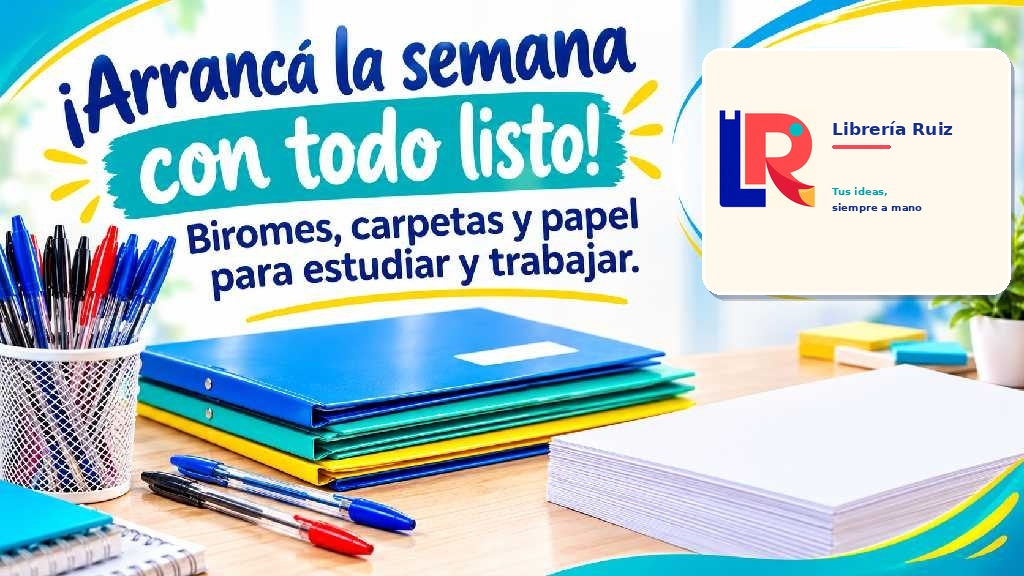 ¡Arrancá la semana
con todo listo!
Biromes, carpetas y papel
para estudiar y trabajar.
LR
Librería Ruiz
Tus ideas,
siempre a mano